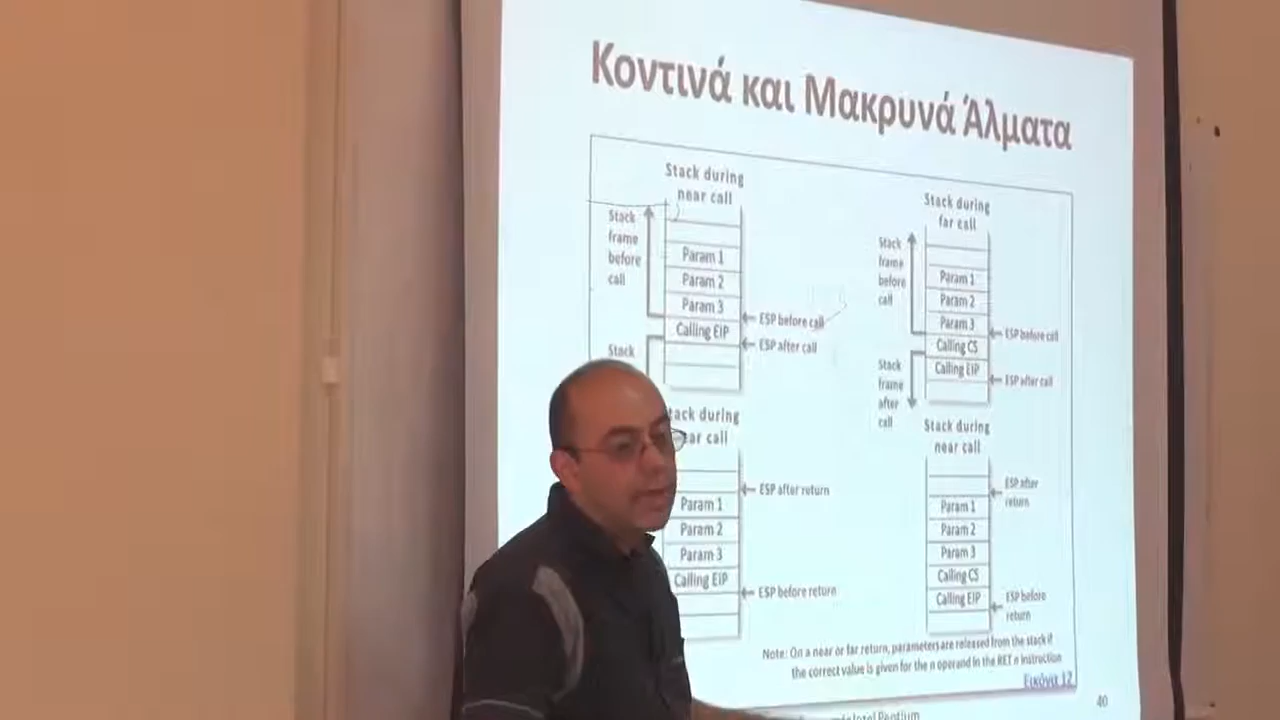 Κοντινά και Μακρυνά Άλματα
Stack during
near call
Stack
frame
before
call
Param 1
Param 2
Param 3
Calling EIP
ESP before call
ESP after call
Stack
Stack during
far call
Stack
frame
before
call
Param 1
Param 2
Param 3
Calling CS
Calling EIP
ESP before call
ESP after call
Stack
frame
after
call
tack during
ear call
ESP after return
Param 1
Param 2
Param 3
Calling EIP
ESP before return
Stack during
near call
ESP after
return
Param 1
Param 2
Param 3
Calling CS
Calling EIP
ESP before
return
Note: On a near or far return, parameters are released from the stack if
the correct value is given for the n operand in the RET n instruction
Εικόνα 12
40
Intel Pentium